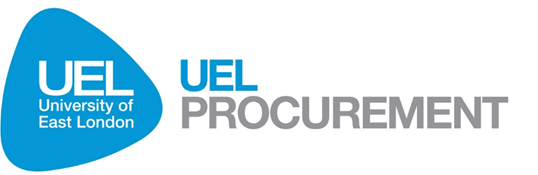 UEL
University of
East London
UEL
PROCUREMENT